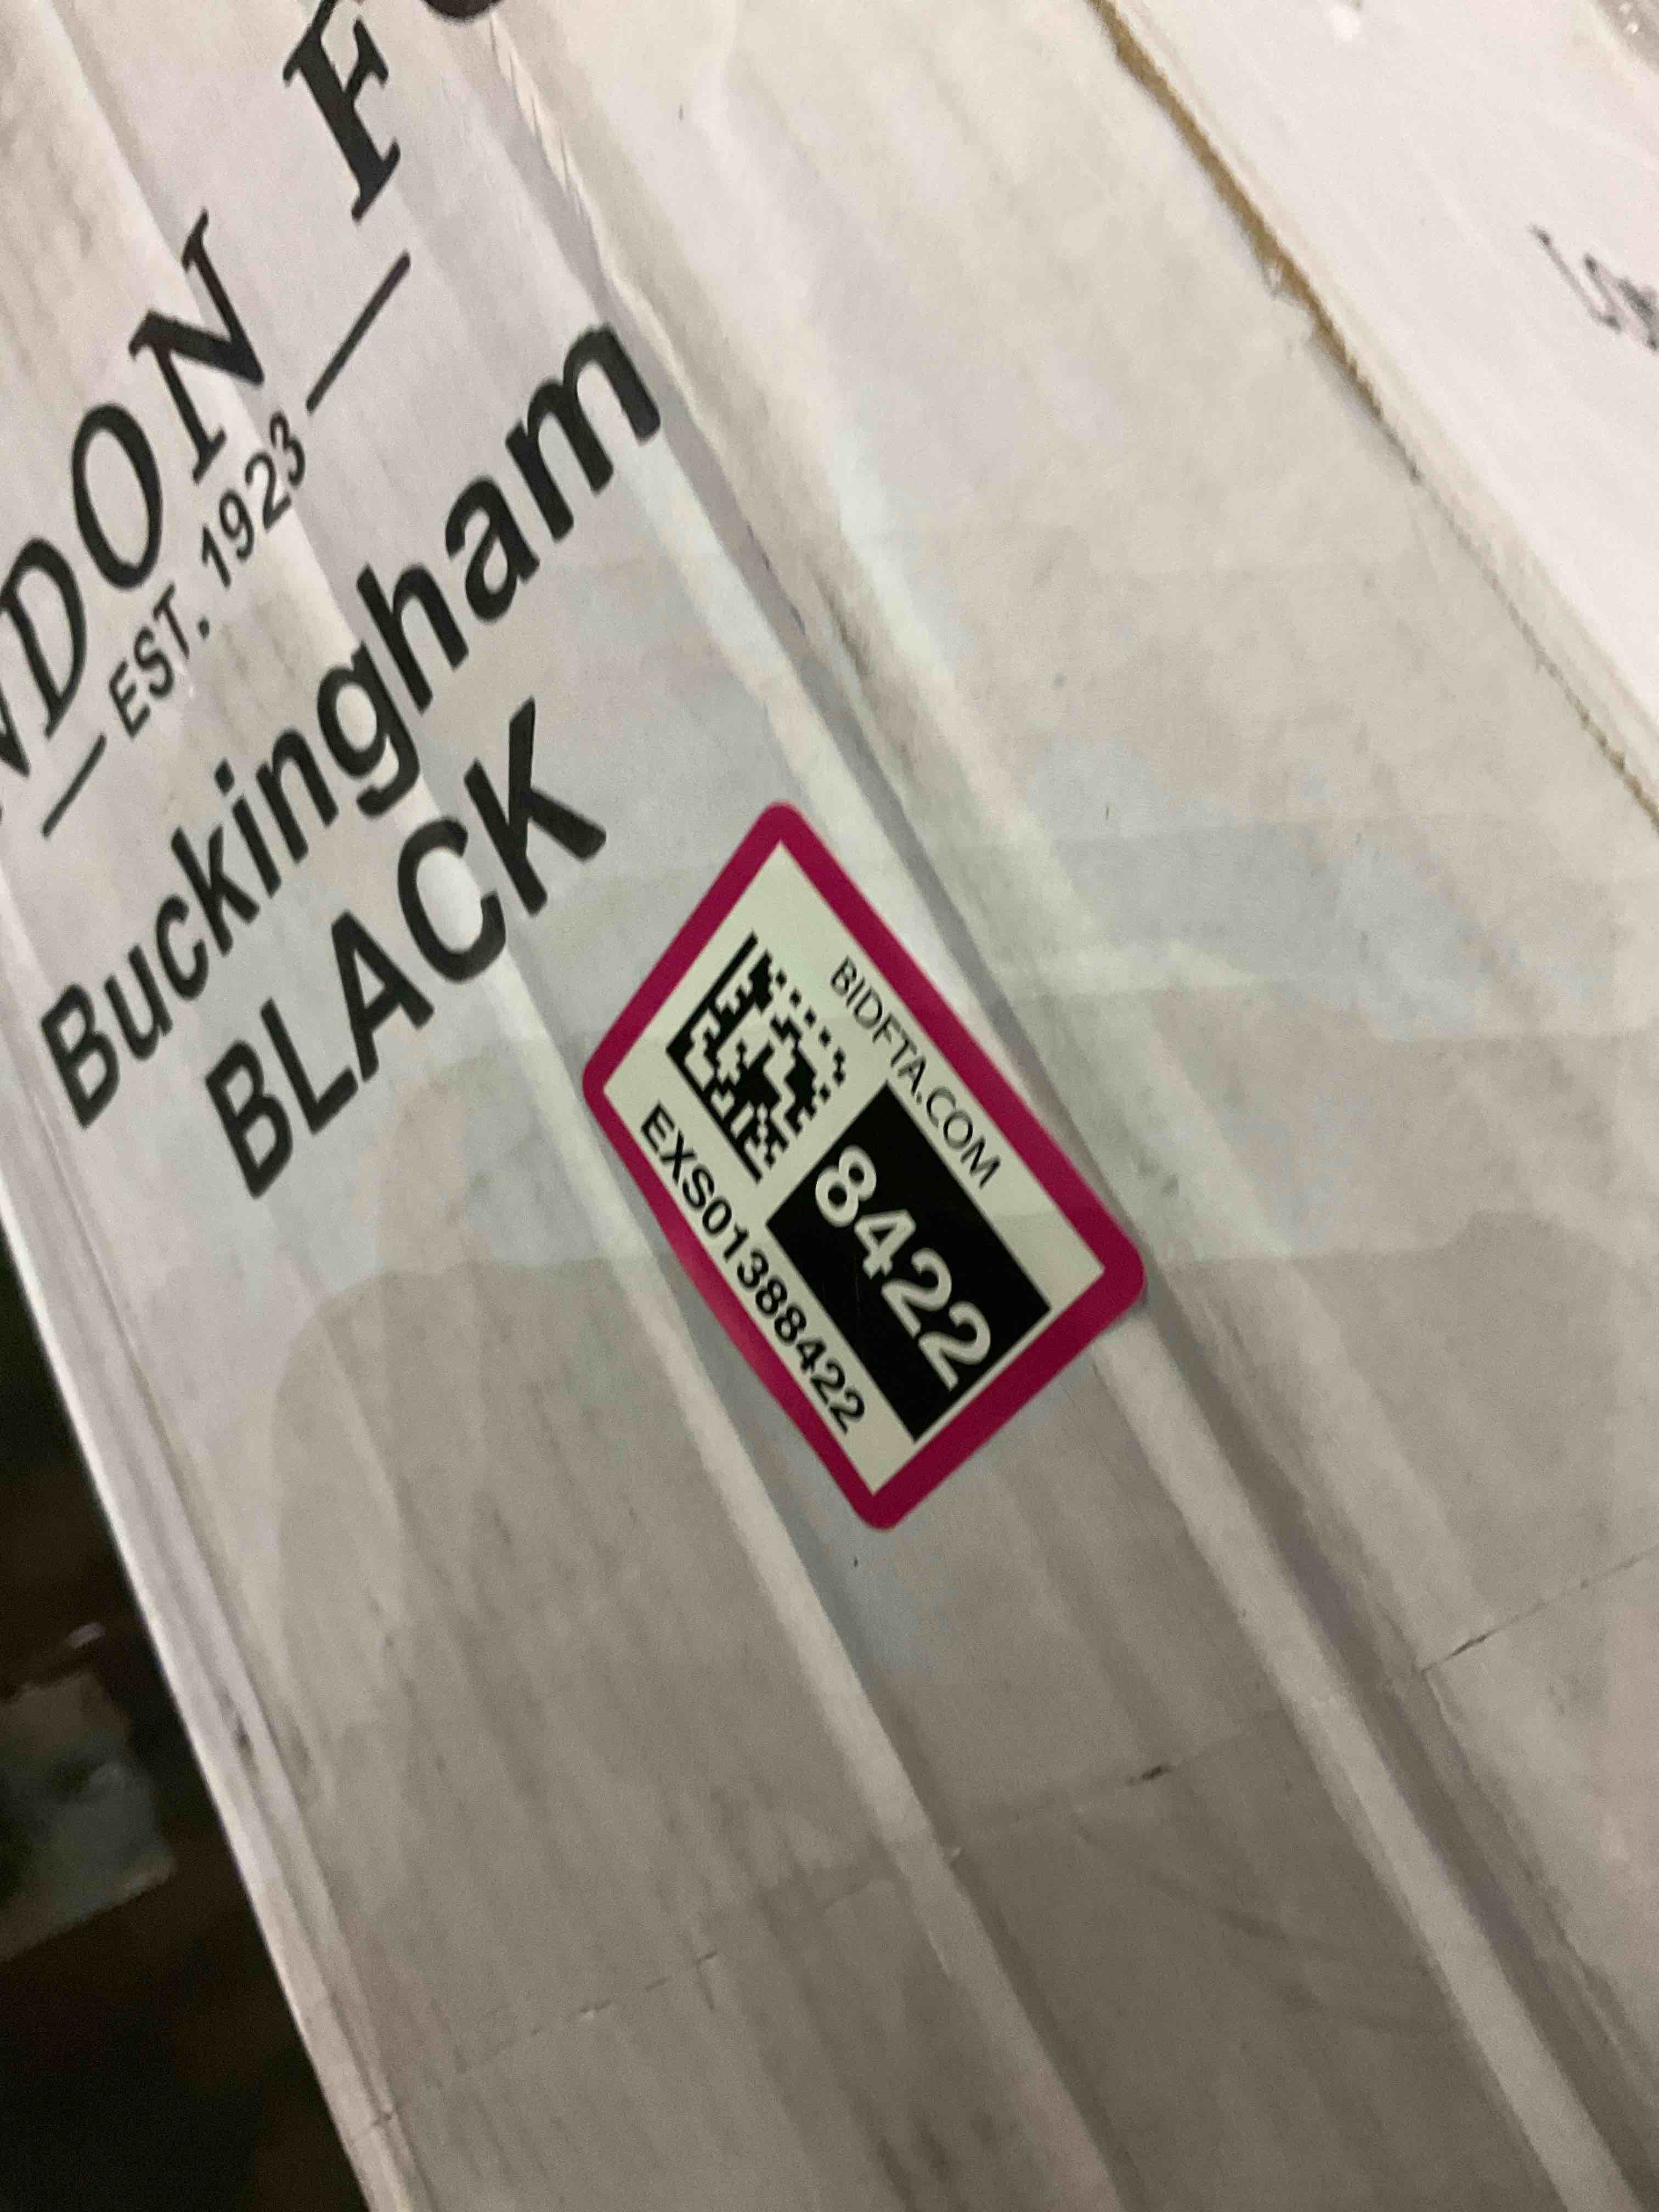 NDON F
EST. 1923
Buckingham
BLACK
BIDFTA.COM
8422
EXS01388422